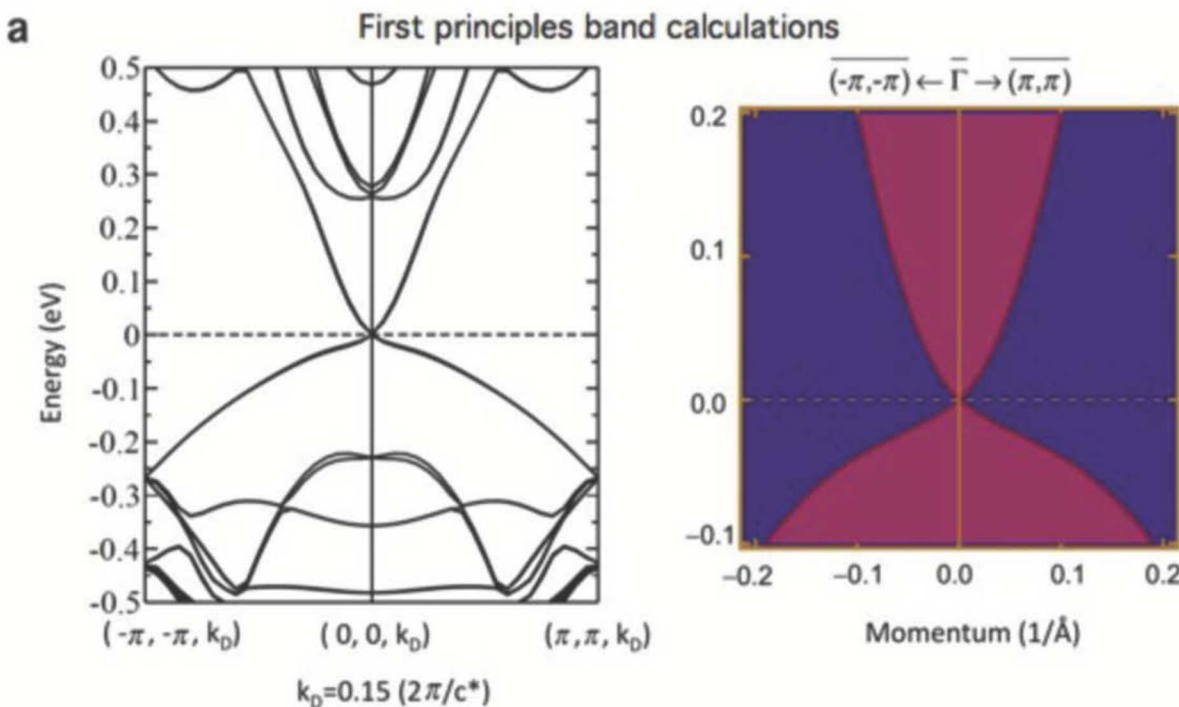 a
First principles band calculations
(-π,-π) ← Γ → (π,π)
0.5
0.4
0.3
0.2
0.1
0
-0.1
-0.2
-0.3
-0.4
-0.5
Energy (eV)
(-π, -π, k_D)
(0, 0, k_D)
(π, π, k_D)
k_D=0.15 (2π/c*)
0.2
0.1
0.0
−0.1
−0.2
−0.1
0.0
0.1
0.2
Momentum (1/Å)